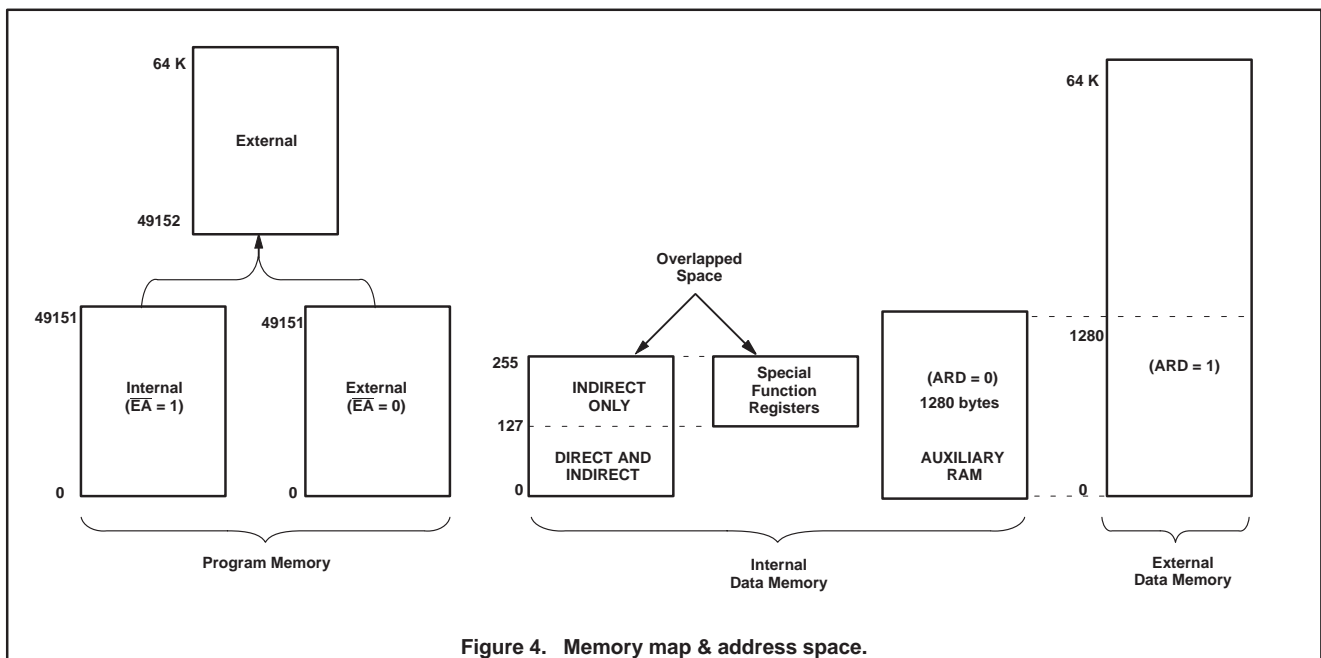 64 K
External
49152
49151
Internal
(EA = 1)
0
49151
External
(EA = 0)
0
Program Memory
Overlapped
Space
255
INDIRECT
ONLY
127
DIRECT AND
INDIRECT
0
Special
Function
Registers
(ARD = 0)
1280 bytes
AUXILIARY
RAM
Internal
Data Memory
64 K
1280
(ARD = 1)
0
External
Data Memory
Figure 4. Memory map & address space.